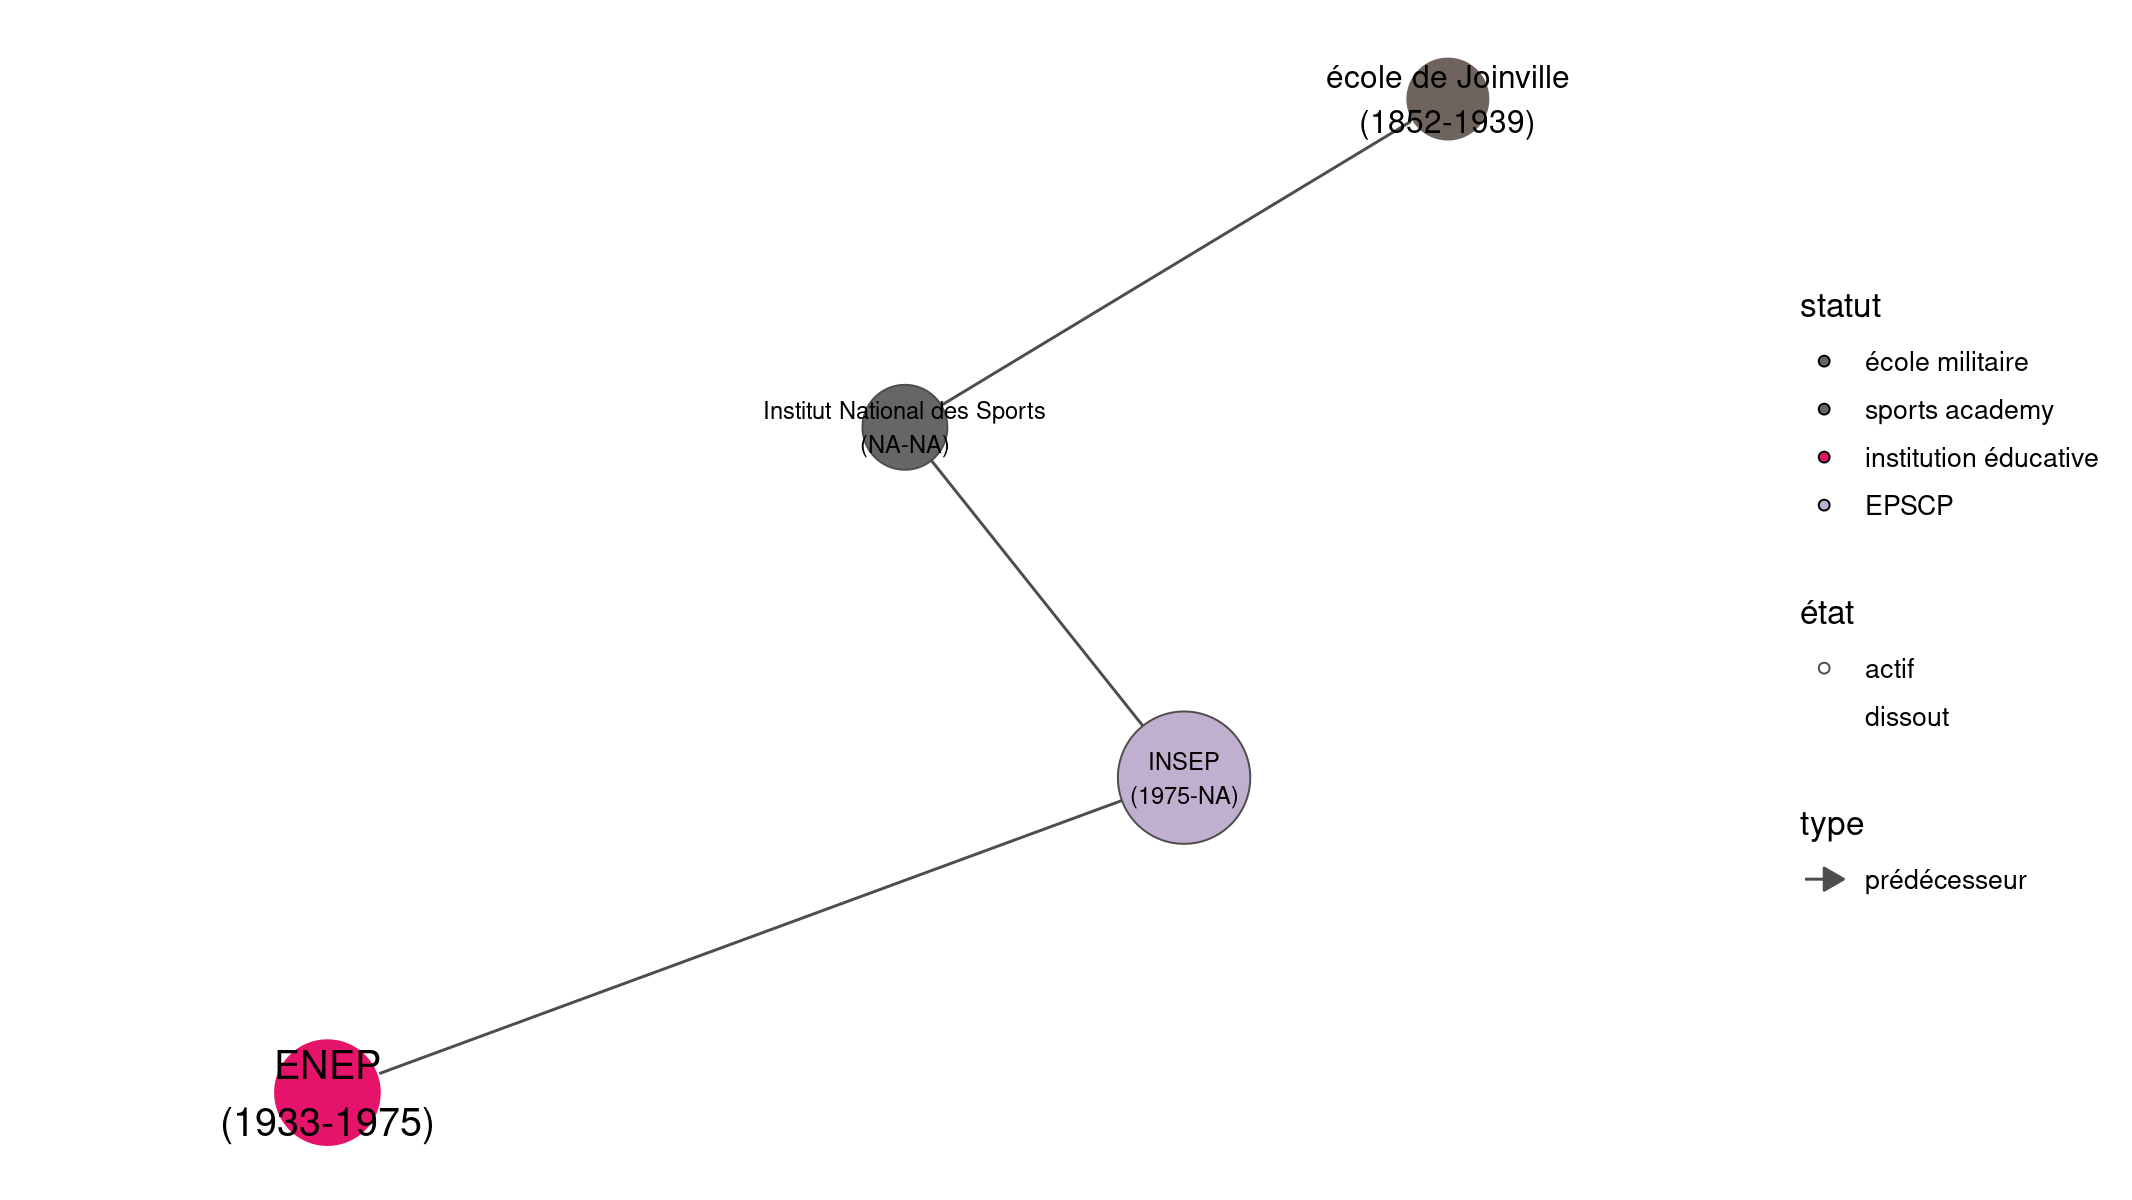 école de Joinville
(1852-1939)
Institut National des Sports
(NA-NA)
INSEP
(1975-NA)
ENEP
(1933-1975)
statut
école militaire
sports academy
institution éducative
EPSCP
état
actif
dissout
type
prédécesseur